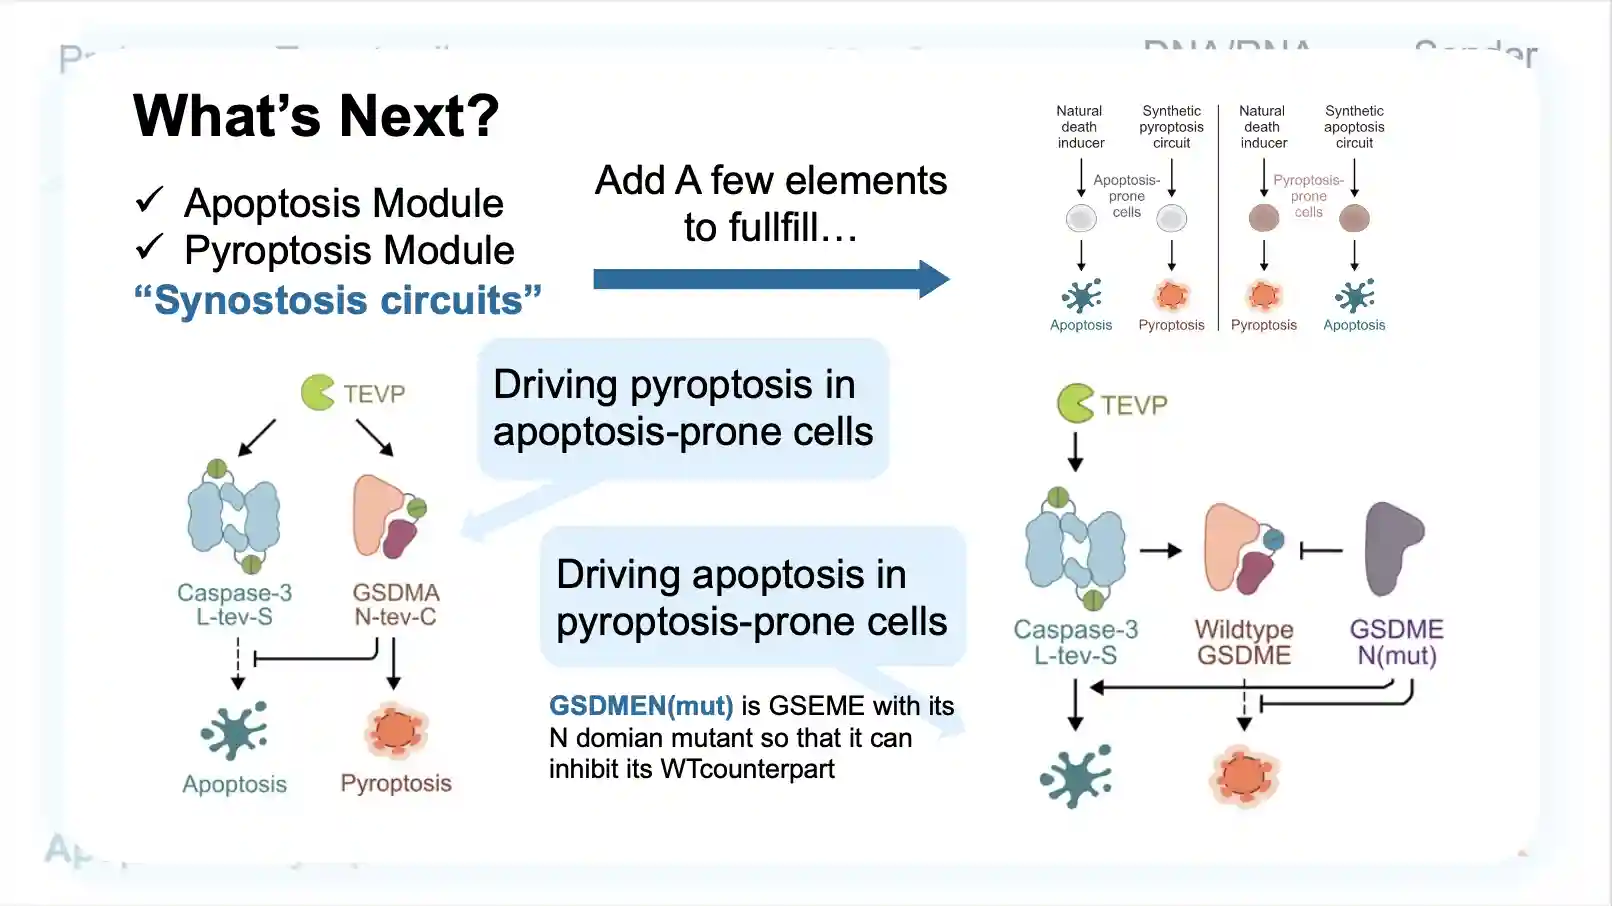 What's Next?
✓ Apoptosis Module
✓ Pyroptosis Module
“Synostosis circuits”
Add A few elements
to fullfill…
Natural
death
inducer
Synthetic
pyroptosis
circuit
Natural
death
inducer
Synthetic
apoptosis
circuit
Apoptosis-
prone
cells
Pyroptosis-
prone
cells
Apoptosis
Pyroptosis
Pyroptosis
Apoptosis
TEVP
Caspase-3
L-tev-S
GSDMA
N-tev-C
Apoptosis
Pyroptosis
Driving pyroptosis in
apoptosis-prone cells
Driving apoptosis in
pyroptosis-prone cells
GSDMEN(mut) is GSEME with its
N domian mutant so that it can
inhibit its WTcounterpart
TEVP
Caspase-3
L-tev-S
Wildtype
GSDME
GSDME
N(mut)
DNA/RNA
Sender